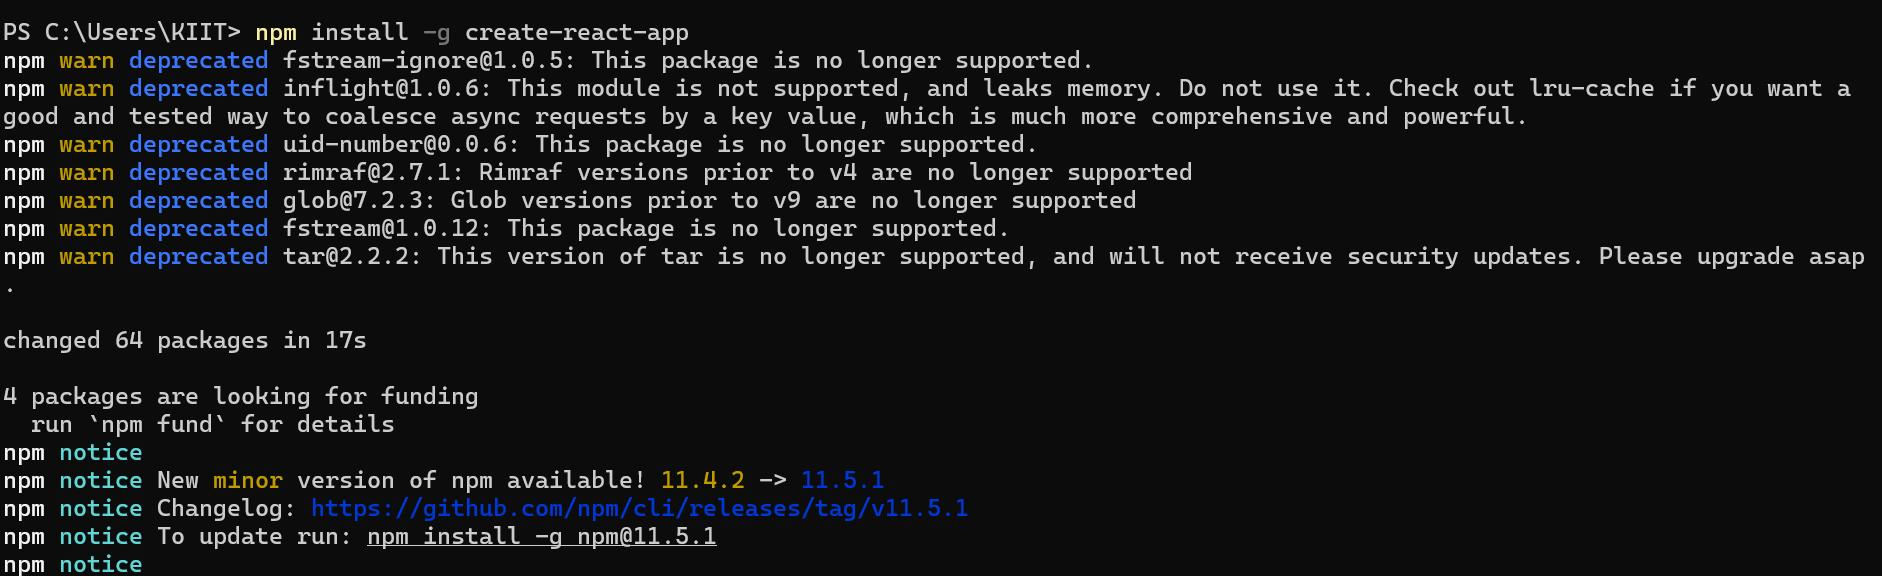 PS C:\Users\KIIT> npm install -g create-react-app
npm warn deprecated fstream-ignore@1.0.5: This package is no longer supported.
npm warn deprecated inflight@1.0.6: This module is not supported, and leaks memory. Do not use it. Check out lru-cache if you want a
good and tested way to coalesce async requests by a key value, which is much more comprehensive and powerful.
npm warn deprecated uid-number@0.0.6: This package is no longer supported.
npm warn deprecated rimraf@2.7.1: Rimraf versions prior to v4 are no longer supported
npm warn deprecated glob@7.2.3: Glob versions prior to v9 are no longer supported
npm warn deprecated fstream@1.0.12: This package is no longer supported.
npm warn deprecated tar@2.2.2: This version of tar is no longer supported, and will not receive security updates. Please upgrade asap
.
changed 64 packages in 17s
4 packages are looking for funding
  run `npm fund` for details
npm notice
npm notice New minor version of npm available! 11.4.2 -> 11.5.1
npm notice Changelog: https://github.com/npm/cli/releases/tag/v11.5.1
npm notice To update run: npm install -g npm@11.5.1
npm notice